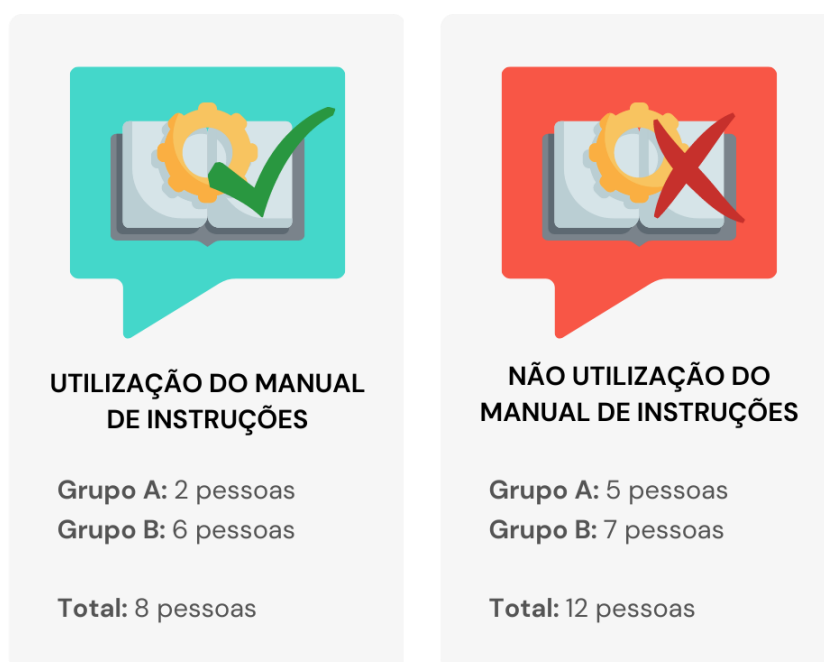 UTILIZAÇÃO DO MANUAL
DE INSTRUÇÕES
Grupo A: 2 pessoas
Grupo B: 6 pessoas
Total: 8 pessoas
NÃO UTILIZAÇÃO DO
MANUAL DE INSTRUÇÕES
Grupo A: 5 pessoas
Grupo B: 7 pessoas
Total: 12 pessoas